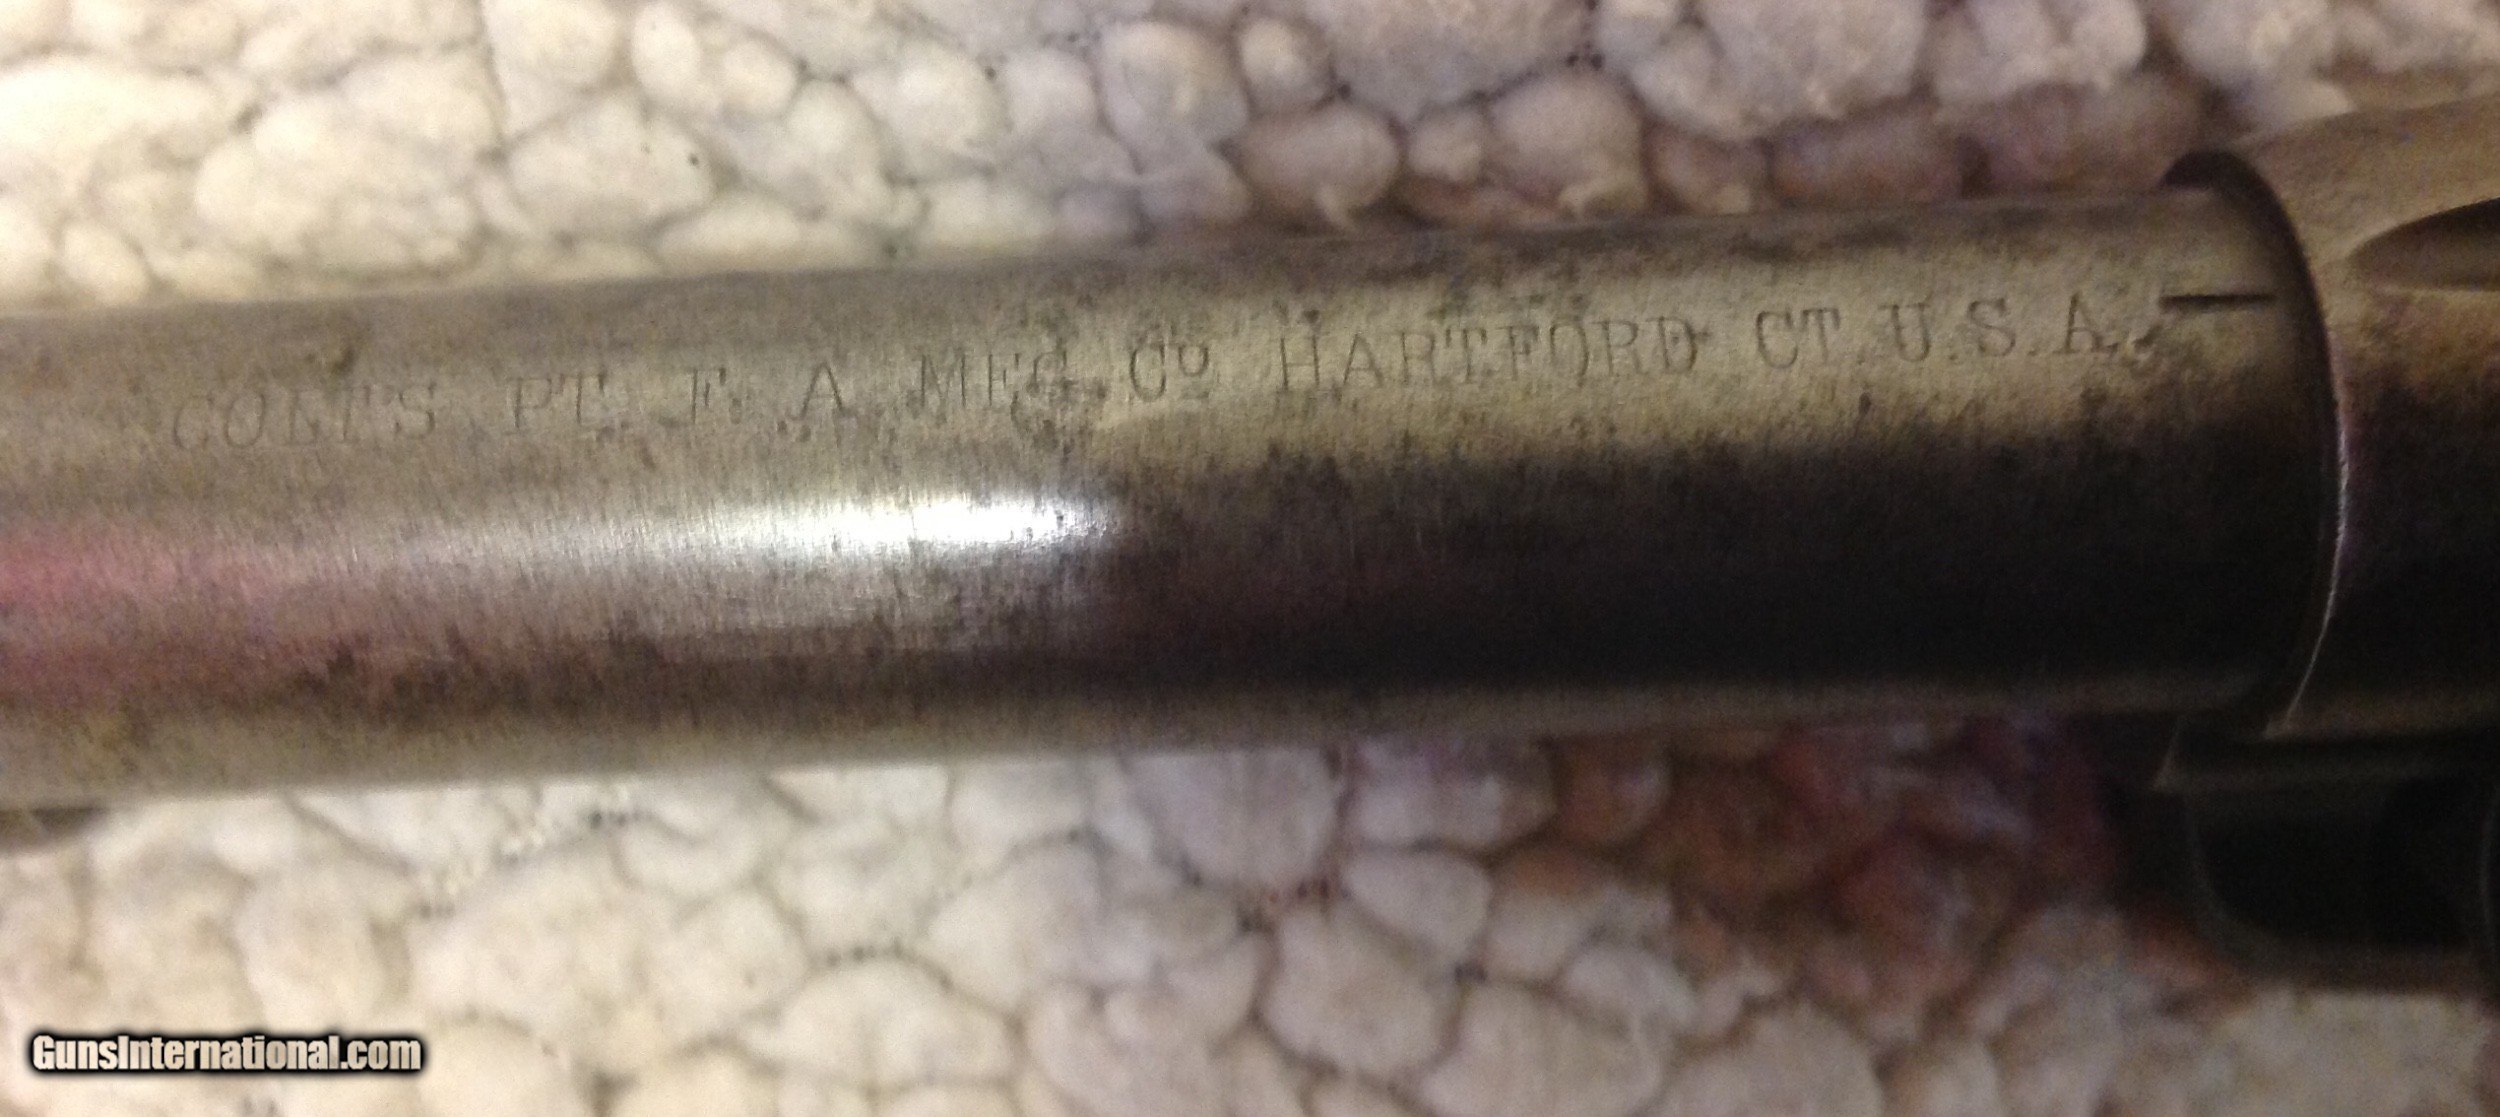 COLT'S PT. F. A. MFG. Co HARTFORD CT. U.S.A.
GunsInternational.com